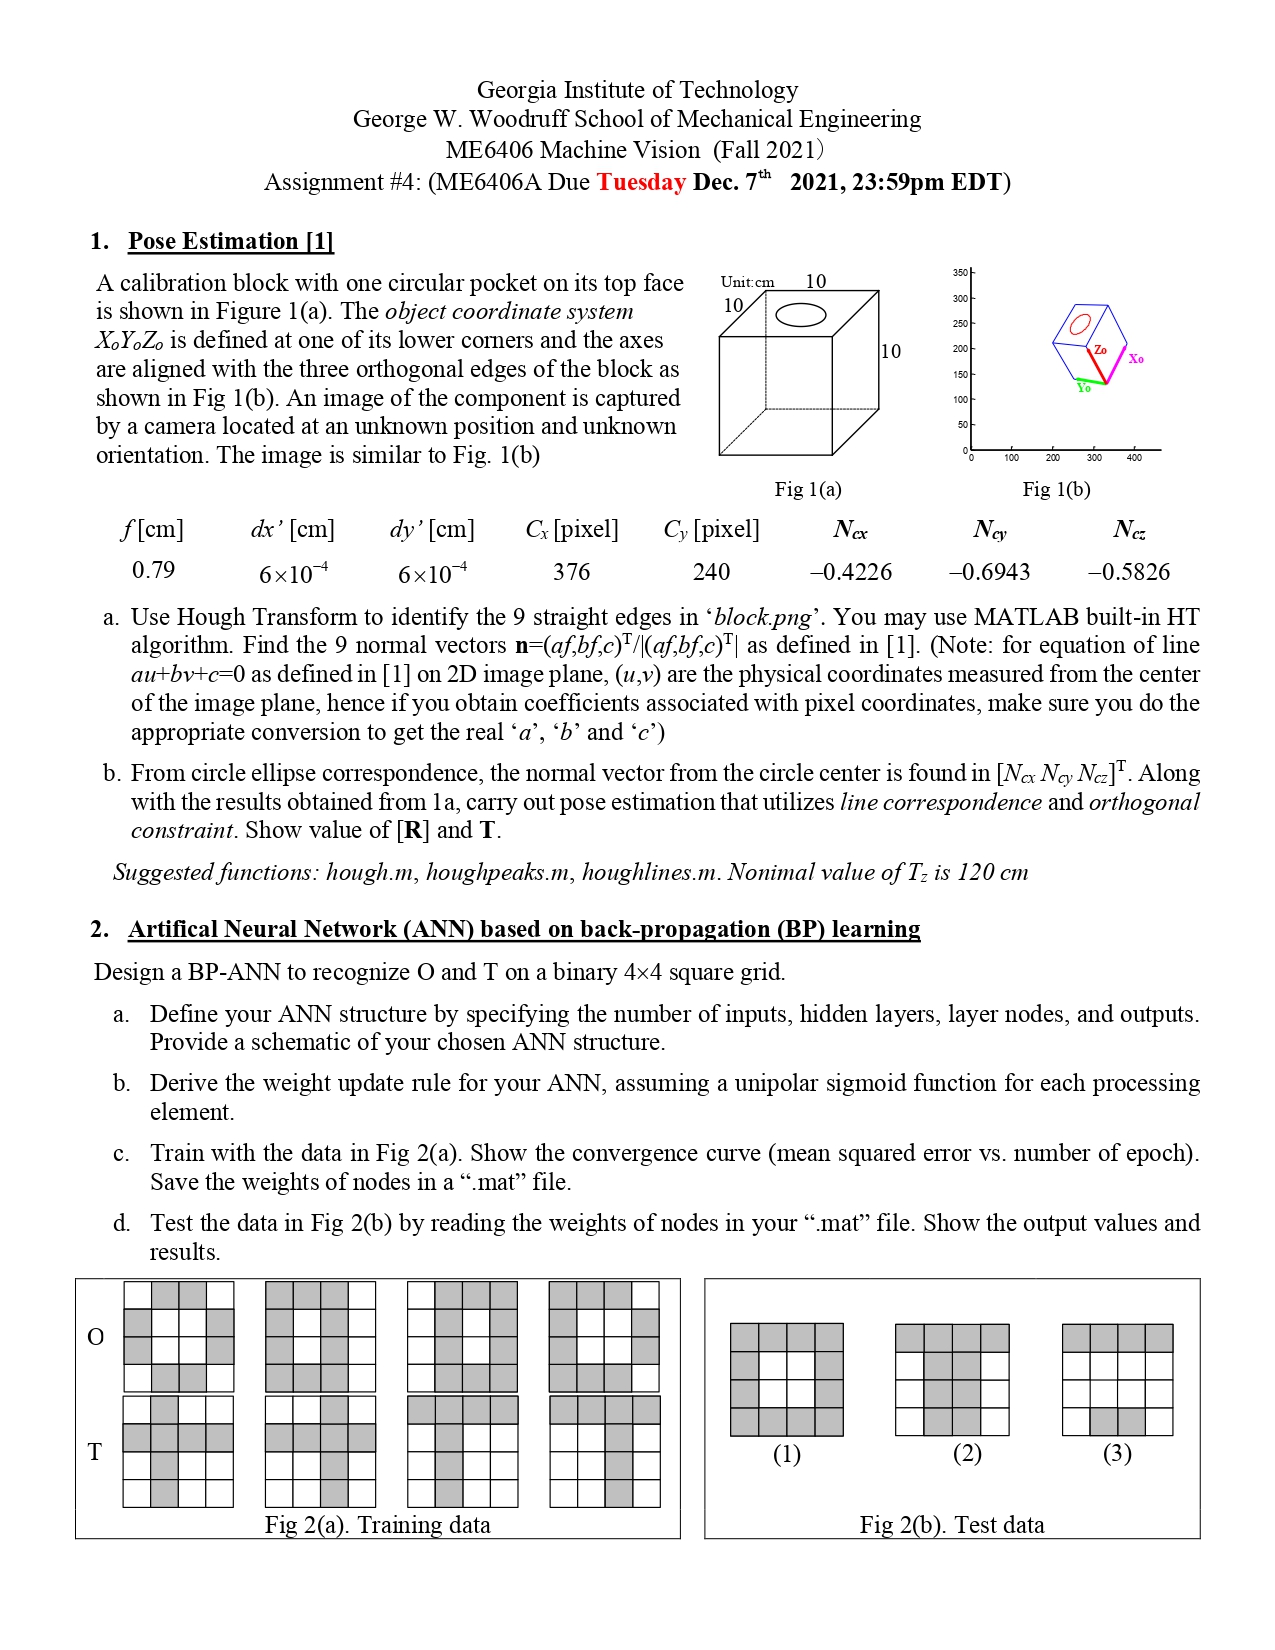 Georgia Institute of Technology
George W. Woodruff School of Mechanical Engineering
ME6406 Machine Vision  (Fall 2021）
Assignment #4: (ME6406A Due Tuesday Dec. 7th   2021, 23:59pm EDT)
1. Pose Estimation [1]
A calibration block with one circular pocket on its top face
is shown in Figure 1(a). The object coordinate system
XoYoZo is defined at one of its lower corners and the axes
are aligned with the three orthogonal edges of the block as
shown in Fig 1(b). An image of the component is captured
by a camera located at an unknown position and unknown
orientation. The image is similar to Fig. 1(b)
Unit:cm 10
10
10
Fig 1(a)
350
300
250
200
150
100
50
0
0 100 200 300 400
Zo
Xo
Yo
Fig 1(b)
f [cm] dx’ [cm] dy’ [cm] Cx [pixel] Cy [pixel] Ncx Ncy Ncz
0.79 6×10–4 6×10–4 376 240 –0.4226 –0.6943 –0.5826
a. Use Hough Transform to identify the 9 straight edges in ‘block.png’. You may use MATLAB built-in HT
algorithm. Find the 9 normal vectors n=(af,bf,c)T/|(af,bf,c)T| as defined in [1]. (Note: for equation of line
au+bv+c=0 as defined in [1] on 2D image plane, (u,v) are the physical coordinates measured from the center
of the image plane, hence if you obtain coefficients associated with pixel coordinates, make sure you do the
appropriate conversion to get the real ‘a’, ‘b’ and ‘c’)
b. From circle ellipse correspondence, the normal vector from the circle center is found in [Ncx Ncy Ncz]T. Along
with the results obtained from 1a, carry out pose estimation that utilizes line correspondence and orthogonal
constraint. Show value of [R] and T.
Suggested functions: hough.m, houghpeaks.m, houghlines.m. Nonimal value of Tz is 120 cm
2. Artifical Neural Network (ANN) based on back-propagation (BP) learning
Design a BP-ANN to recognize O and T on a binary 4×4 square grid.
a. Define your ANN structure by specifying the number of inputs, hidden layers, layer nodes, and outputs.
Provide a schematic of your chosen ANN structure.
b. Derive the weight update rule for your ANN, assuming a unipolar sigmoid function for each processing
element.
c. Train with the data in Fig 2(a). Show the convergence curve (mean squared error vs. number of epoch).
Save the weights of nodes in a “.mat” file.
d. Test the data in Fig 2(b) by reading the weights of nodes in your “.mat” file. Show the output values and
results.
O
T
Fig 2(a). Training data
(1) (2) (3)
Fig 2(b). Test data